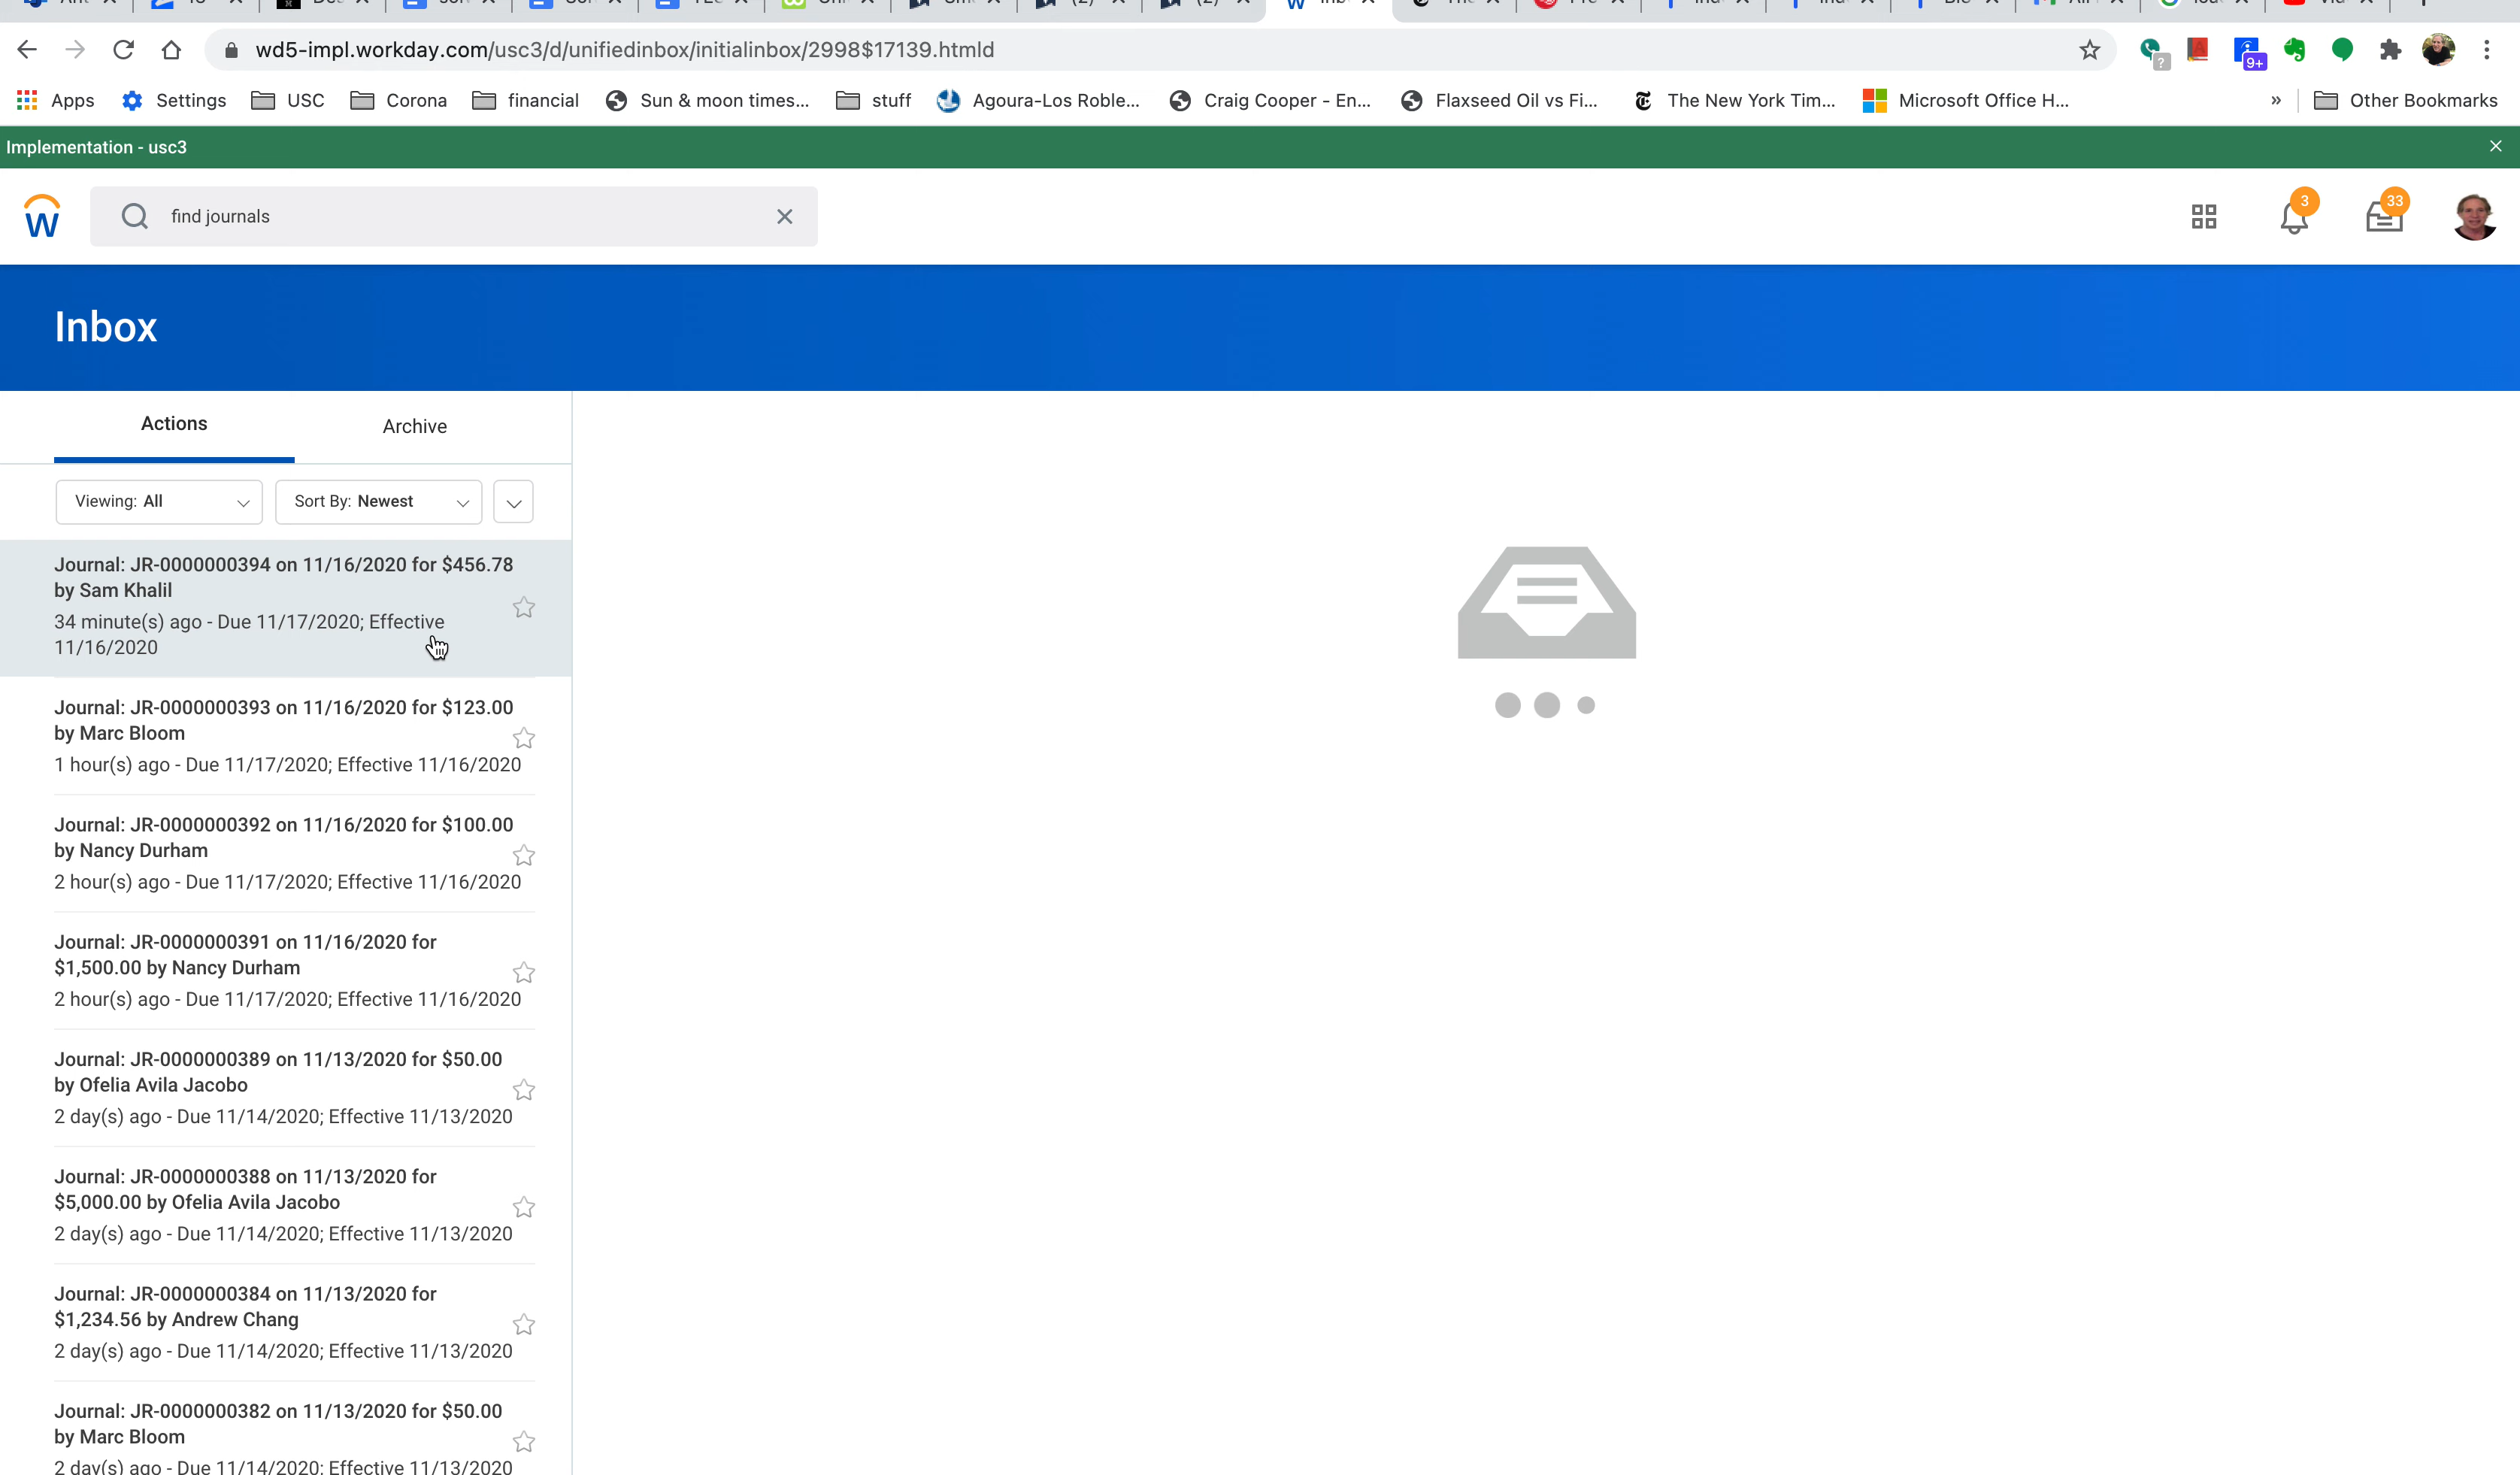 wd5-impl.workday.com/usc3/d/unifiedinbox/initialinbox/2998$17139.htmld
?
9+
Apps
Settings
USC
Corona
financial
Sun & moon times...
stuff
Agoura-Los Roble...
Craig Cooper - En...
Flaxseed Oil vs Fi...
The New York Tim...
Microsoft Office H...
»
Other Bookmarks
Implementation - usc3
find journals
3
33
Inbox
Actions
Archive
Viewing: All
Sort By: Newest
Journal: JR-0000000394 on 11/16/2020 for $456.78
by Sam Khalil
34 minute(s) ago - Due 11/17/2020; Effective
11/16/2020
Journal: JR-0000000393 on 11/16/2020 for $123.00
by Marc Bloom
1 hour(s) ago - Due 11/17/2020; Effective 11/16/2020
Journal: JR-0000000392 on 11/16/2020 for $100.00
by Nancy Durham
2 hour(s) ago - Due 11/17/2020; Effective 11/16/2020
Journal: JR-0000000391 on 11/16/2020 for
$1,500.00 by Nancy Durham
2 hour(s) ago - Due 11/17/2020; Effective 11/16/2020
Journal: JR-0000000389 on 11/13/2020 for $50.00
by Ofelia Avila Jacobo
2 day(s) ago - Due 11/14/2020; Effective 11/13/2020
Journal: JR-0000000388 on 11/13/2020 for
$5,000.00 by Ofelia Avila Jacobo
2 day(s) ago - Due 11/14/2020; Effective 11/13/2020
Journal: JR-0000000384 on 11/13/2020 for
$1,234.56 by Andrew Chang
2 day(s) ago - Due 11/14/2020; Effective 11/13/2020
Journal: JR-0000000382 on 11/13/2020 for $50.00
by Marc Bloom
2 day(s) ago - Due 11/14/2020; Effective 11/13/2020